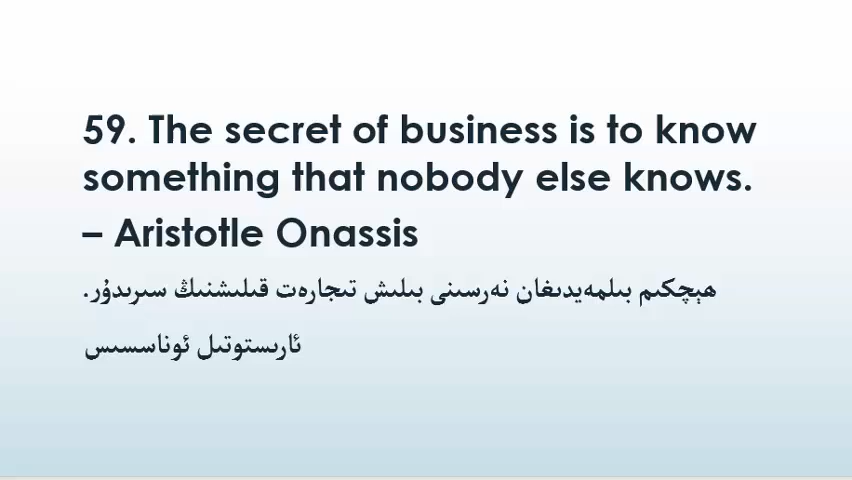 59. The secret of business is to know
something that nobody else knows.
– Aristotle Onassis
ھېچكىم بىلمەيدىغان نەرسىنى بىلىش تىجارەت قىلىشنىڭ سىرىدۇر.
ئارىستوتىل ئوناسسىس